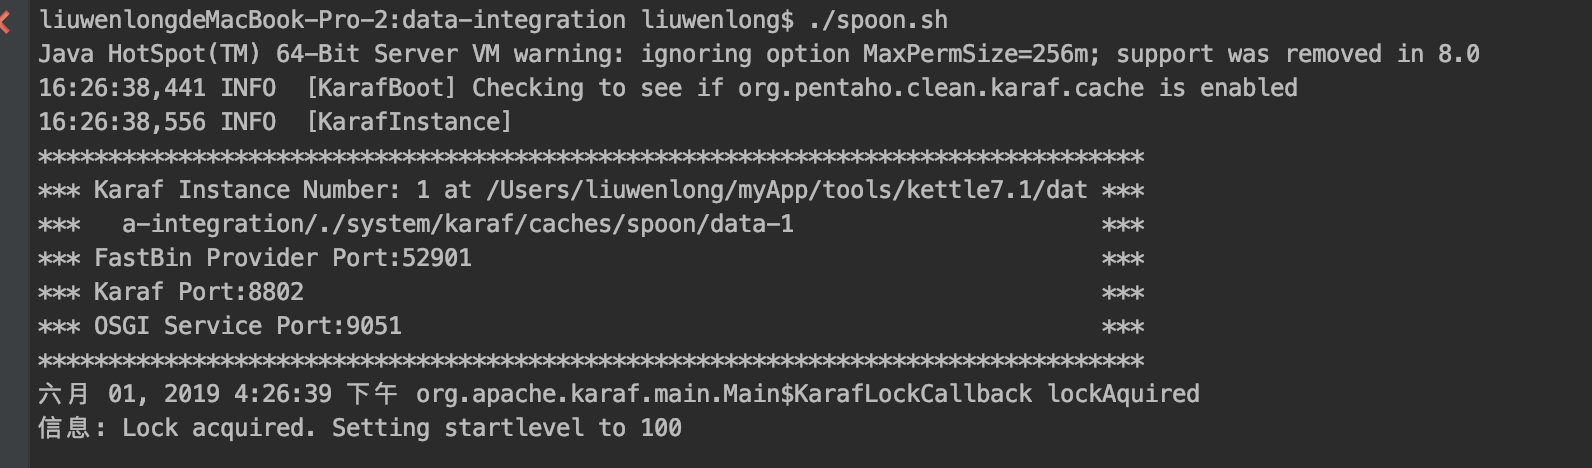 liuwenlongdeMacBook-Pro-2:data-integration liuwenlong$ ./spoon.sh
Java HotSpot(TM) 64-Bit Server VM warning: ignoring option MaxPermSize=256m; support was removed in 8.0
16:26:38,441 INFO  [KarafBoot] Checking to see if org.pentaho.clean.karaf.cache is enabled
16:26:38,556 INFO  [KarafInstance]
*******************************************************************************
*** Karaf Instance Number: 1 at /Users/liuwenlong/myApp/tools/kettle7.1/dat ***
***   a-integration/./system/karaf/caches/spoon/data-1                      ***
*** FastBin Provider Port:52901                                             ***
*** Karaf Port:8802                                                         ***
*** OSGI Service Port:9051                                                  ***
*******************************************************************************
六月 01, 2019 4:26:39 下午 org.apache.karaf.main.Main$KarafLockCallback lockAquired
信息: Lock acquired. Setting startlevel to 100